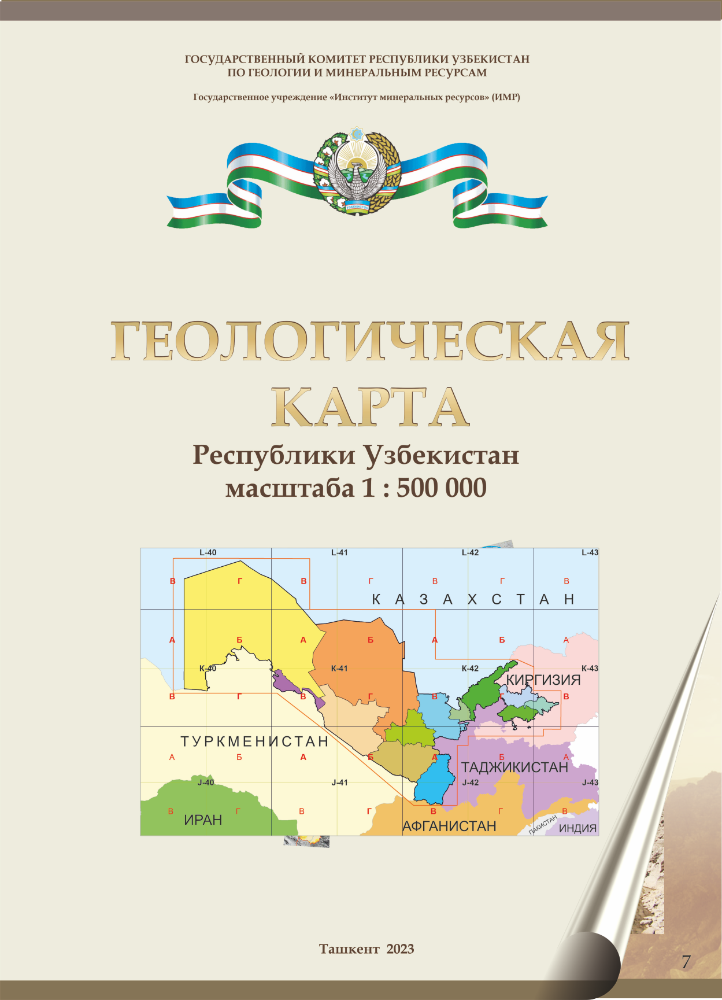 ГОСУДАРСТВЕННЫЙ КОМИТЕТ РЕСПУБЛИКИ УЗБЕКИСТАН
ПО ГЕОЛОГИИ И МИНЕРАЛЬНЫМ РЕСУРСАМ
Государственное учреждение «Институт минеральных ресурсов» (ИМР)
УЗБЕКИСТОН
ГЕОЛОГИЧЕСКАЯ
КАРТА
Республики Узбекистан
масштаба 1 : 500 000
L-40 L-41 L-42 L-43
В Г В Г В Г В
КАЗАХСТАН
А Б А Б А Б А
К-40 К-41 К-42 К-43
КИРГИЗИЯ
В Г В Г В Г В
ТУРКМЕНИСТАН
А Б А Б А Б А
ТАДЖИКИСТАН
J-40 J-41 J-42 J-43
В Г В Г В Г В
ИРАН
АФГАНИСТАН
ПАКИСТАН
ИНДИЯ
Ташкент 2023
7